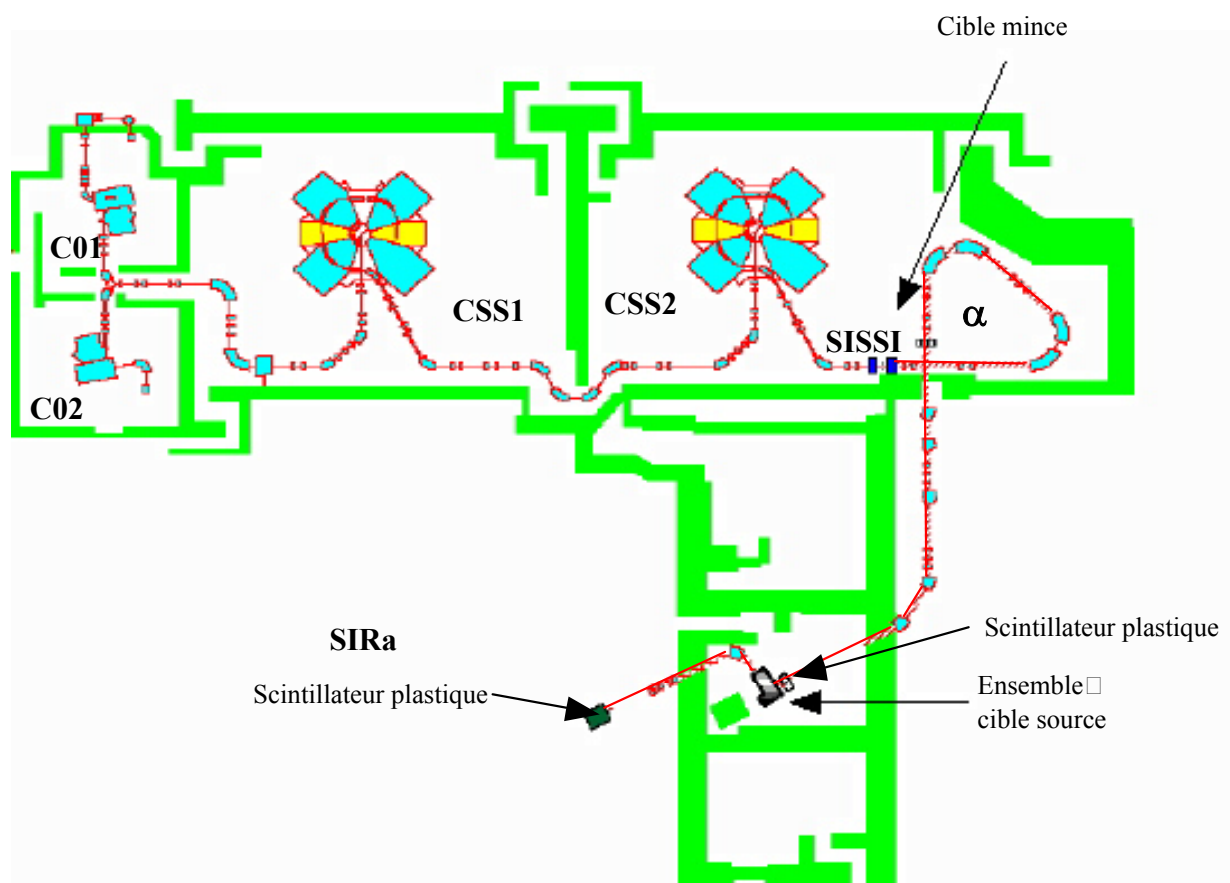 Cible mince
C01
CSS1
CSS2
α
SISSI
C02
SIRa
Scintillateur plastique
Scintillateur plastique
Ensemble
cible source